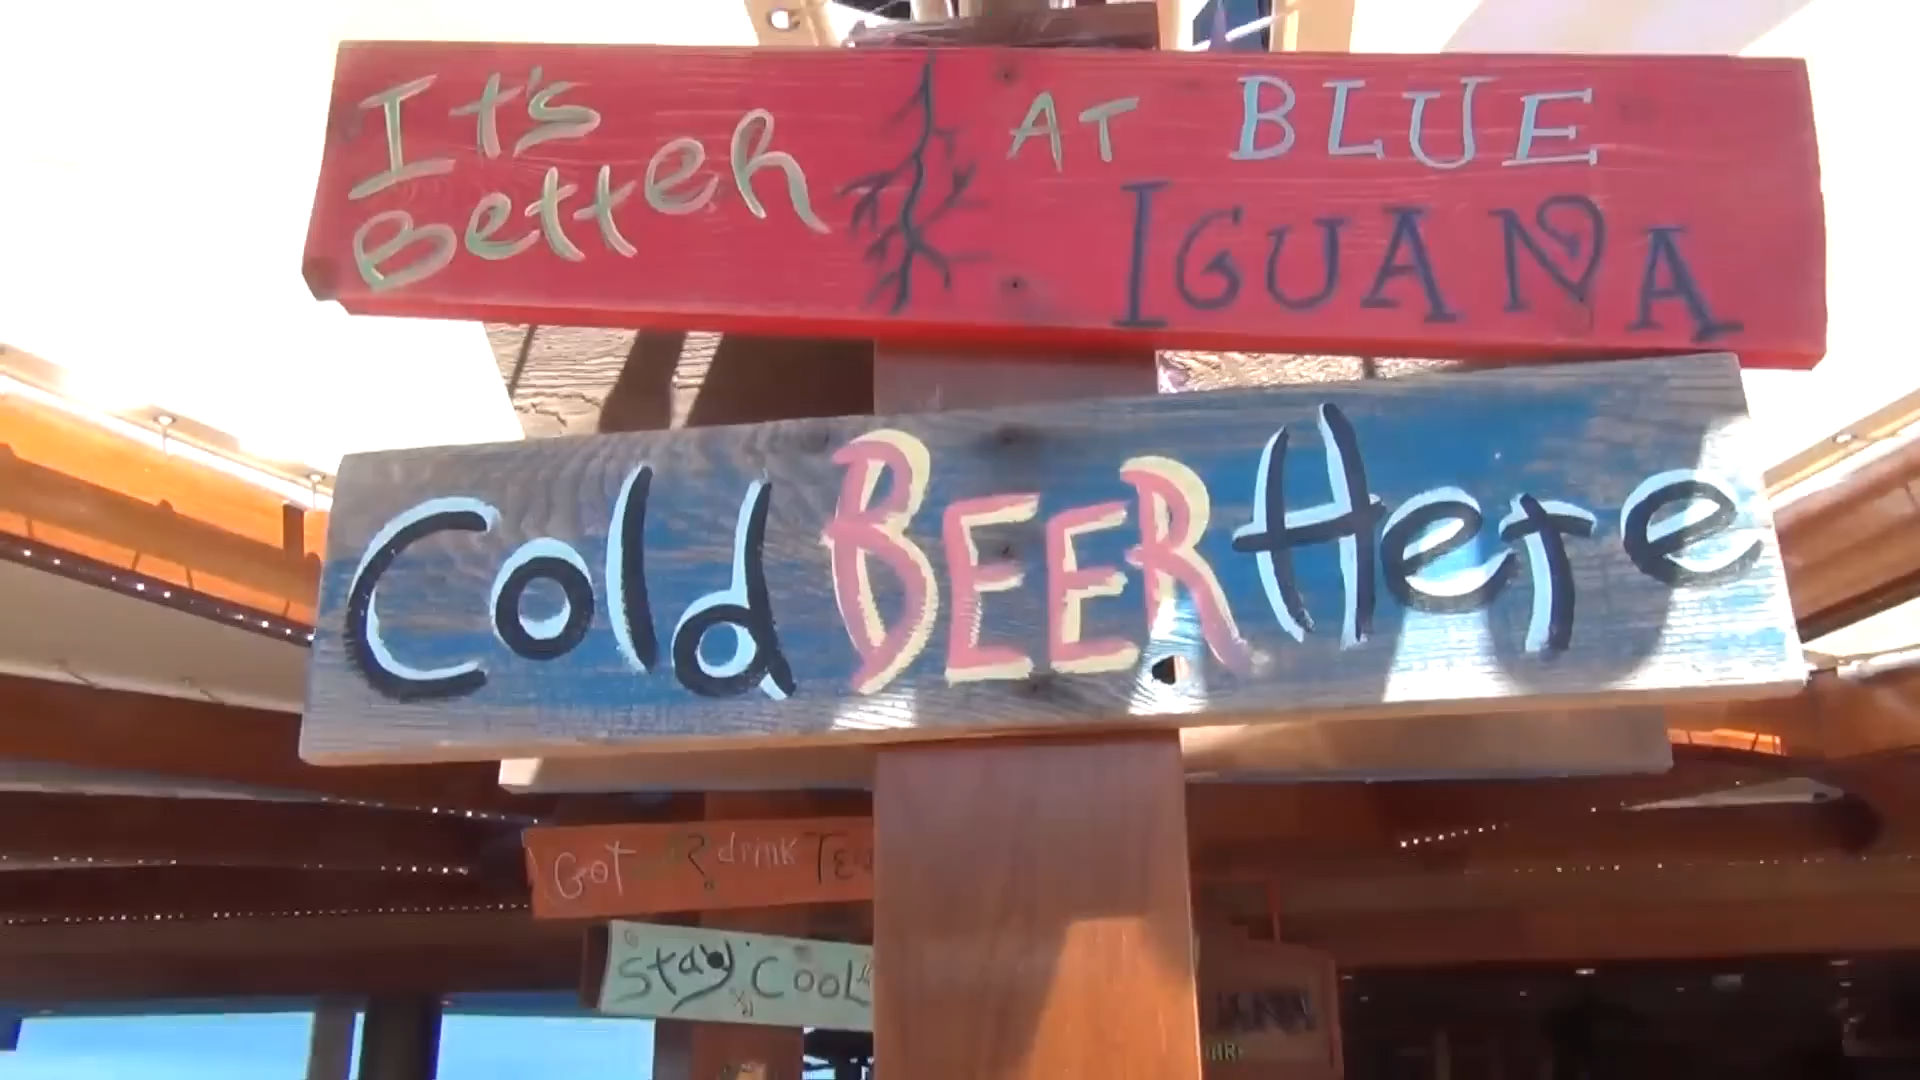 It's AT BLUE
Better IGUANA
Cold BEER Here
Got ? drink
Stay COOL